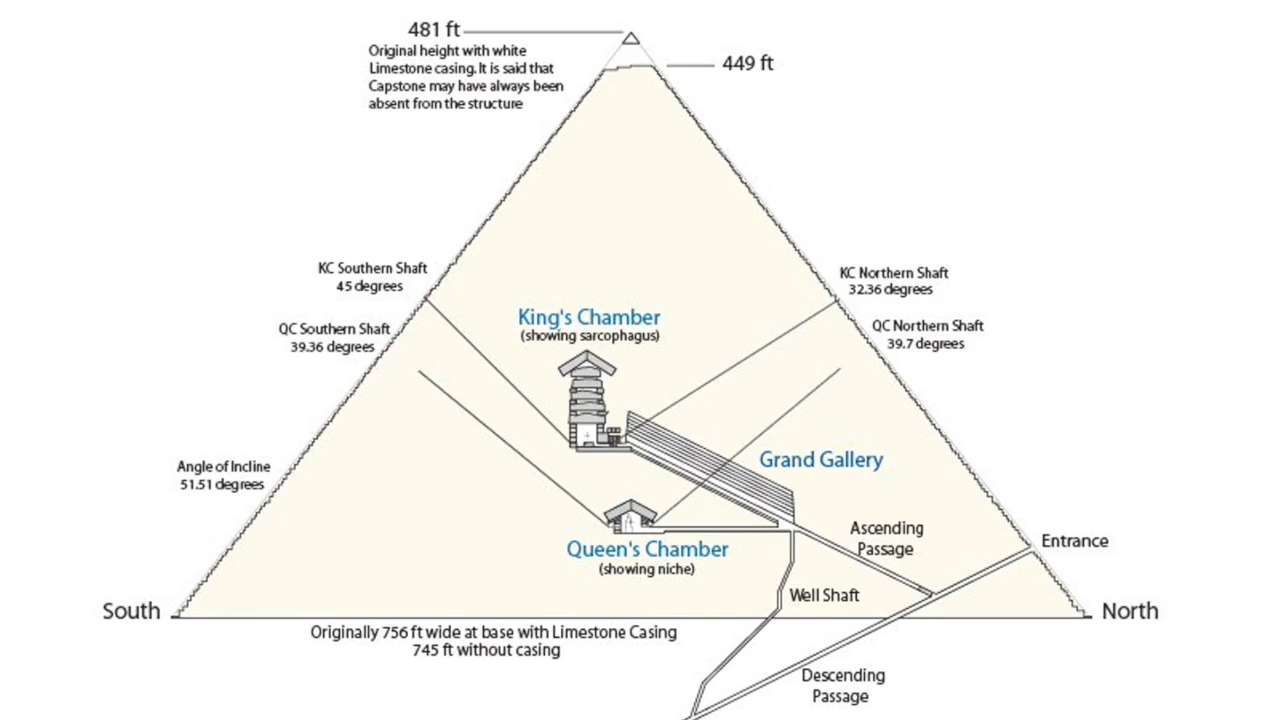 481 ft
Original height with white
Limestone casing. It is said that
Capstone may have always been
absent from the structure
449 ft
KC Southern Shaft
45 degrees
KC Northern Shaft
32.36 degrees
QC Southern Shaft
39.36 degrees
King's Chamber
(showing sarcophagus)
QC Northern Shaft
39.7 degrees
Angle of Incline
51.51 degrees
Grand Gallery
Ascending
Passage
Entrance
Queen's Chamber
(showing niche)
Well Shaft
South
North
Originally 756 ft wide at base with Limestone Casing
745 ft without casing
Descending
Passage